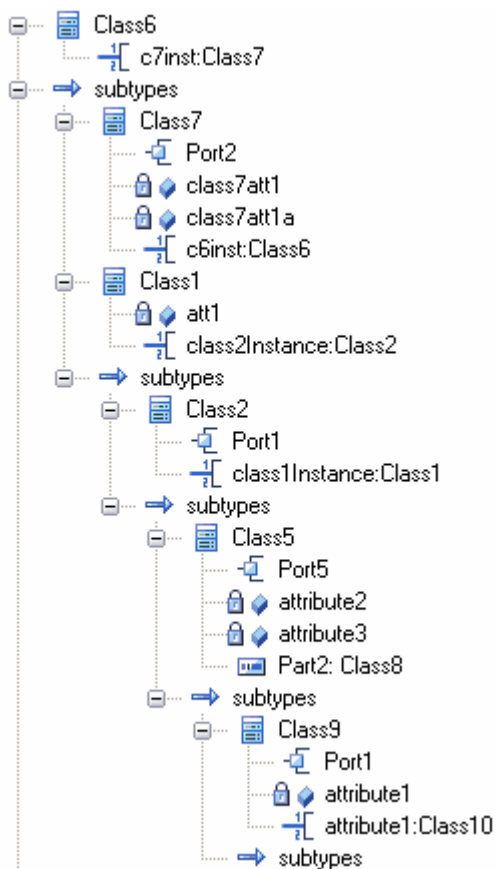 Class6
c7inst:Class7
subtypes
Class7
Port2
class7att1
class7att1a
c6inst:Class6
Class1
att1
class2Instance:Class2
subtypes
Class2
Port1
class1Instance:Class1
subtypes
Class5
Port5
attribute2
attribute3
Part2: Class8
subtypes
Class9
Port1
attribute1
attribute1:Class10
subtypes